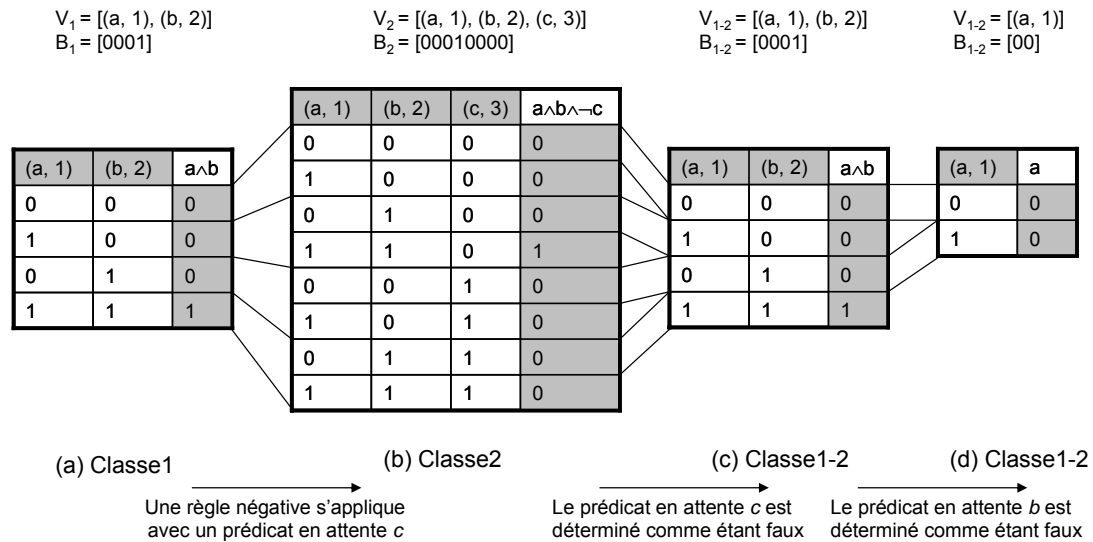 V1 = [(a, 1), (b, 2)]
B1 = [0001]
V2 = [(a, 1), (b, 2), (c, 3)]
B2 = [00010000]
V1-2 = [(a, 1), (b, 2)]
B1-2 = [0001]
V1-2 = [(a, 1)]
B1-2 = [00]
(a, 1) (b, 2) a∧b
0 0 0
1 0 0
0 1 0
1 1 1
(a, 1) (b, 2) (c, 3) a∧b∧¬c
0 0 0 0
1 0 0 0
0 1 0 0
1 1 0 1
0 0 1 0
1 0 1 0
0 1 1 0
1 1 1 0
(a, 1) (b, 2) a∧b
0 0 0
1 0 0
0 1 0
1 1 1
(a, 1) a
0 0
1 0
(a) Classe1
(b) Classe2
(c) Classe1-2
(d) Classe1-2
Une règle négative s’applique
avec un prédicat en attente c
Le prédicat en attente c est
déterminé comme étant faux
Le prédicat en attente b est
déterminé comme étant faux